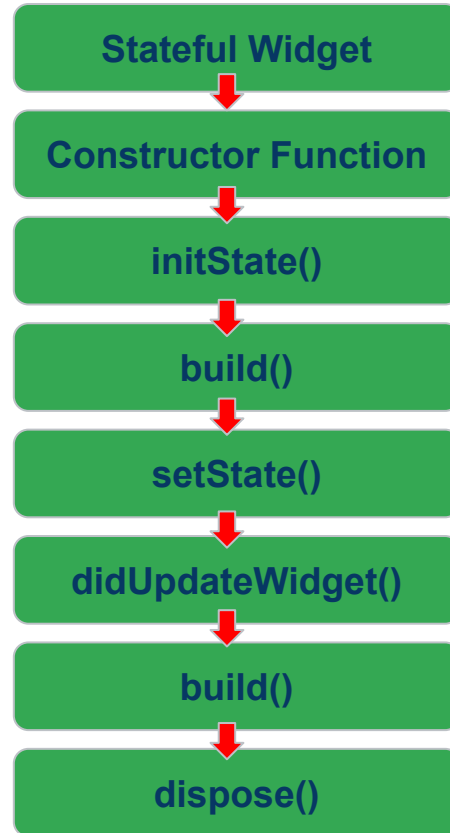 Stateful Widget
Constructor Function
initState()
build()
setState()
didUpdateWidget()
build()
dispose()